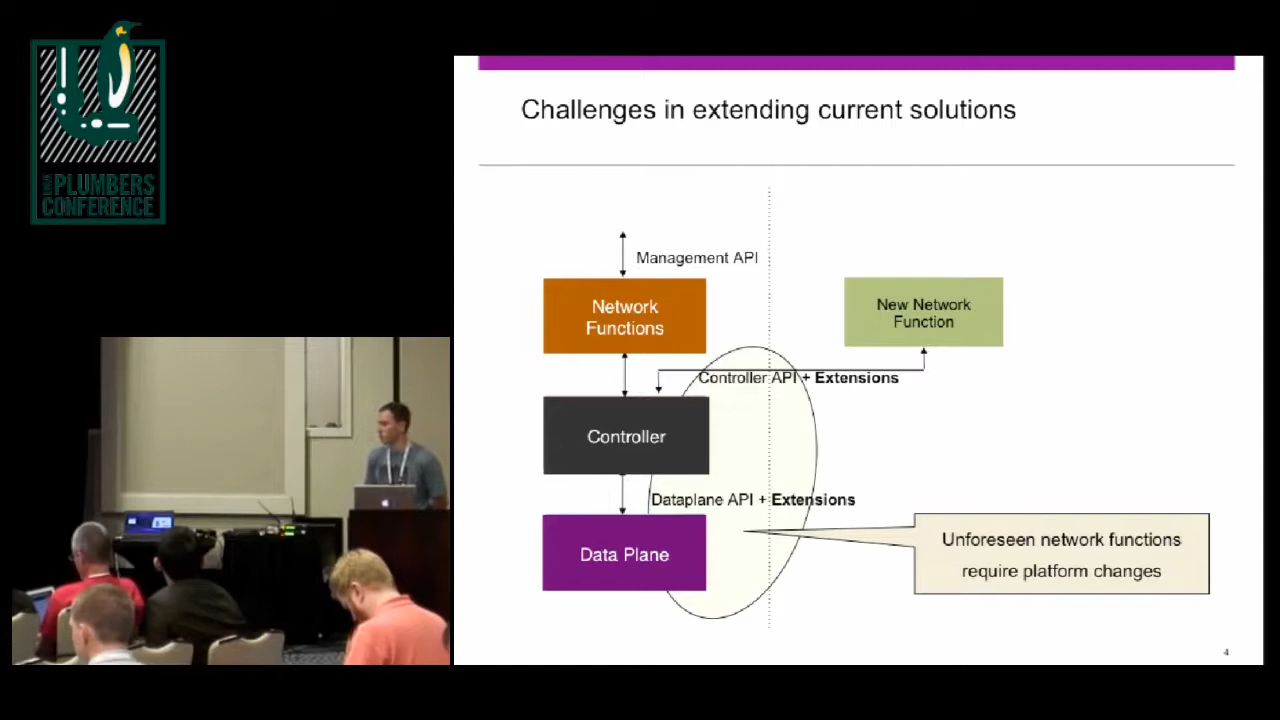 LINUX
PLUMBERS
CONFERENCE
Challenges in extending current solutions
Management API
Network
Functions
New Network
Function
Controller API + Extensions
Controller
Dataplane API + Extensions
Data Plane
Unforeseen network functions
require platform changes
4